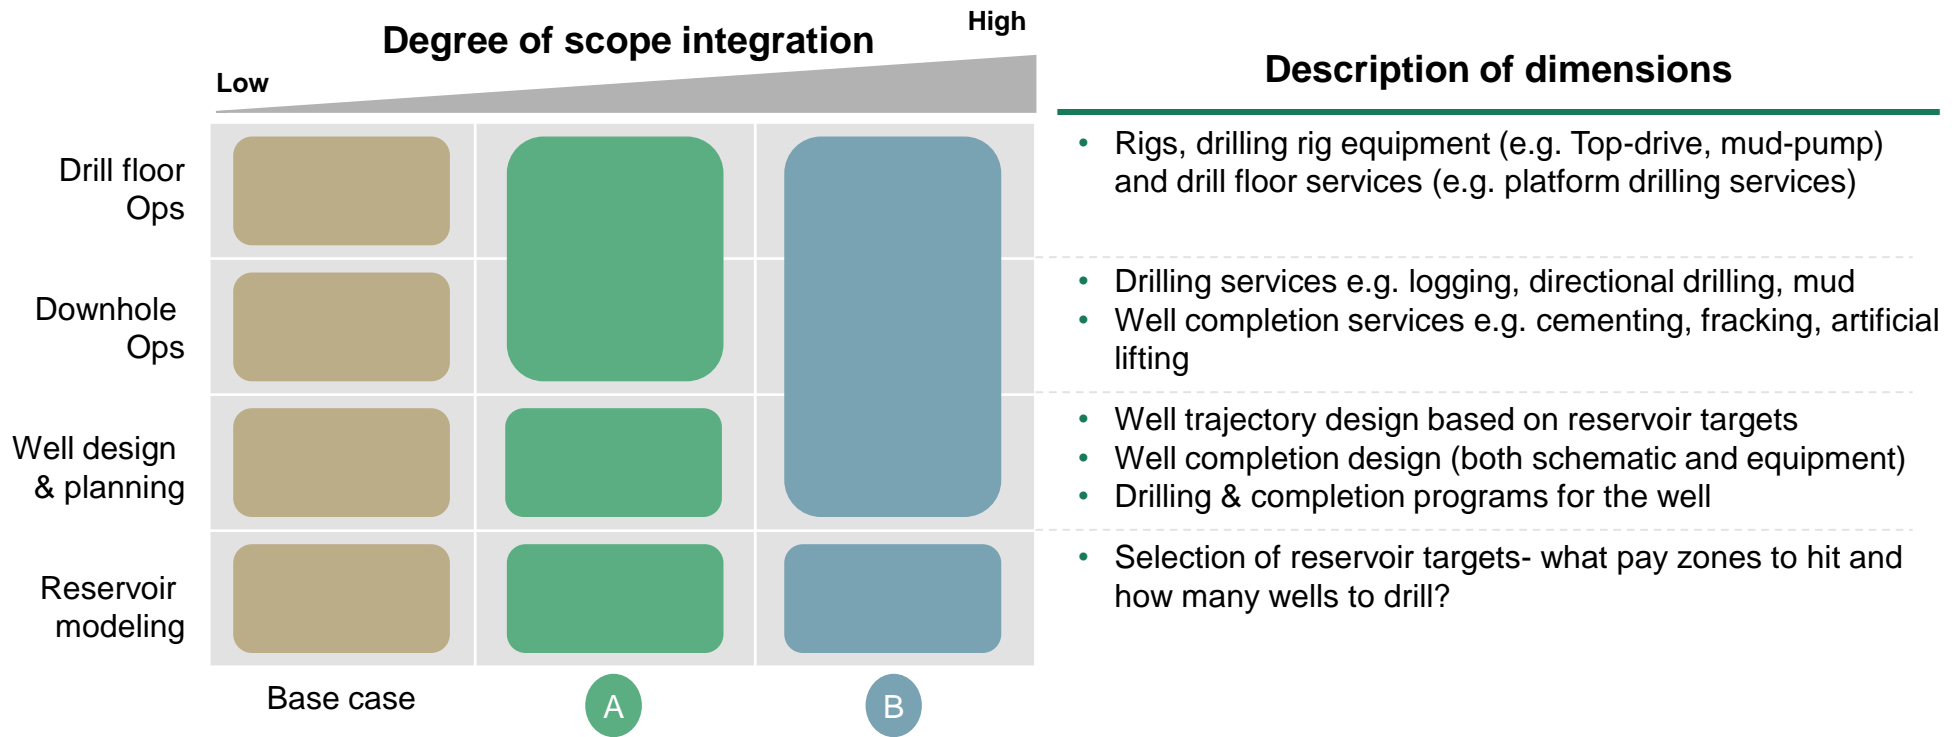 Degree of scope integration
High
Low
Description of dimensions
Drill floor
Ops
• Rigs, drilling rig equipment (e.g. Top-drive, mud-pump)
and drill floor services (e.g. platform drilling services)
Downhole
Ops
• Drilling services e.g. logging, directional drilling, mud
• Well completion services e.g. cementing, fracking, artificial
lifting
Well design
& planning
• Well trajectory design based on reservoir targets
• Well completion design (both schematic and equipment)
• Drilling & completion programs for the well
Reservoir
modeling
• Selection of reservoir targets- what pay zones to hit and
how many wells to drill?
Base case
A
B